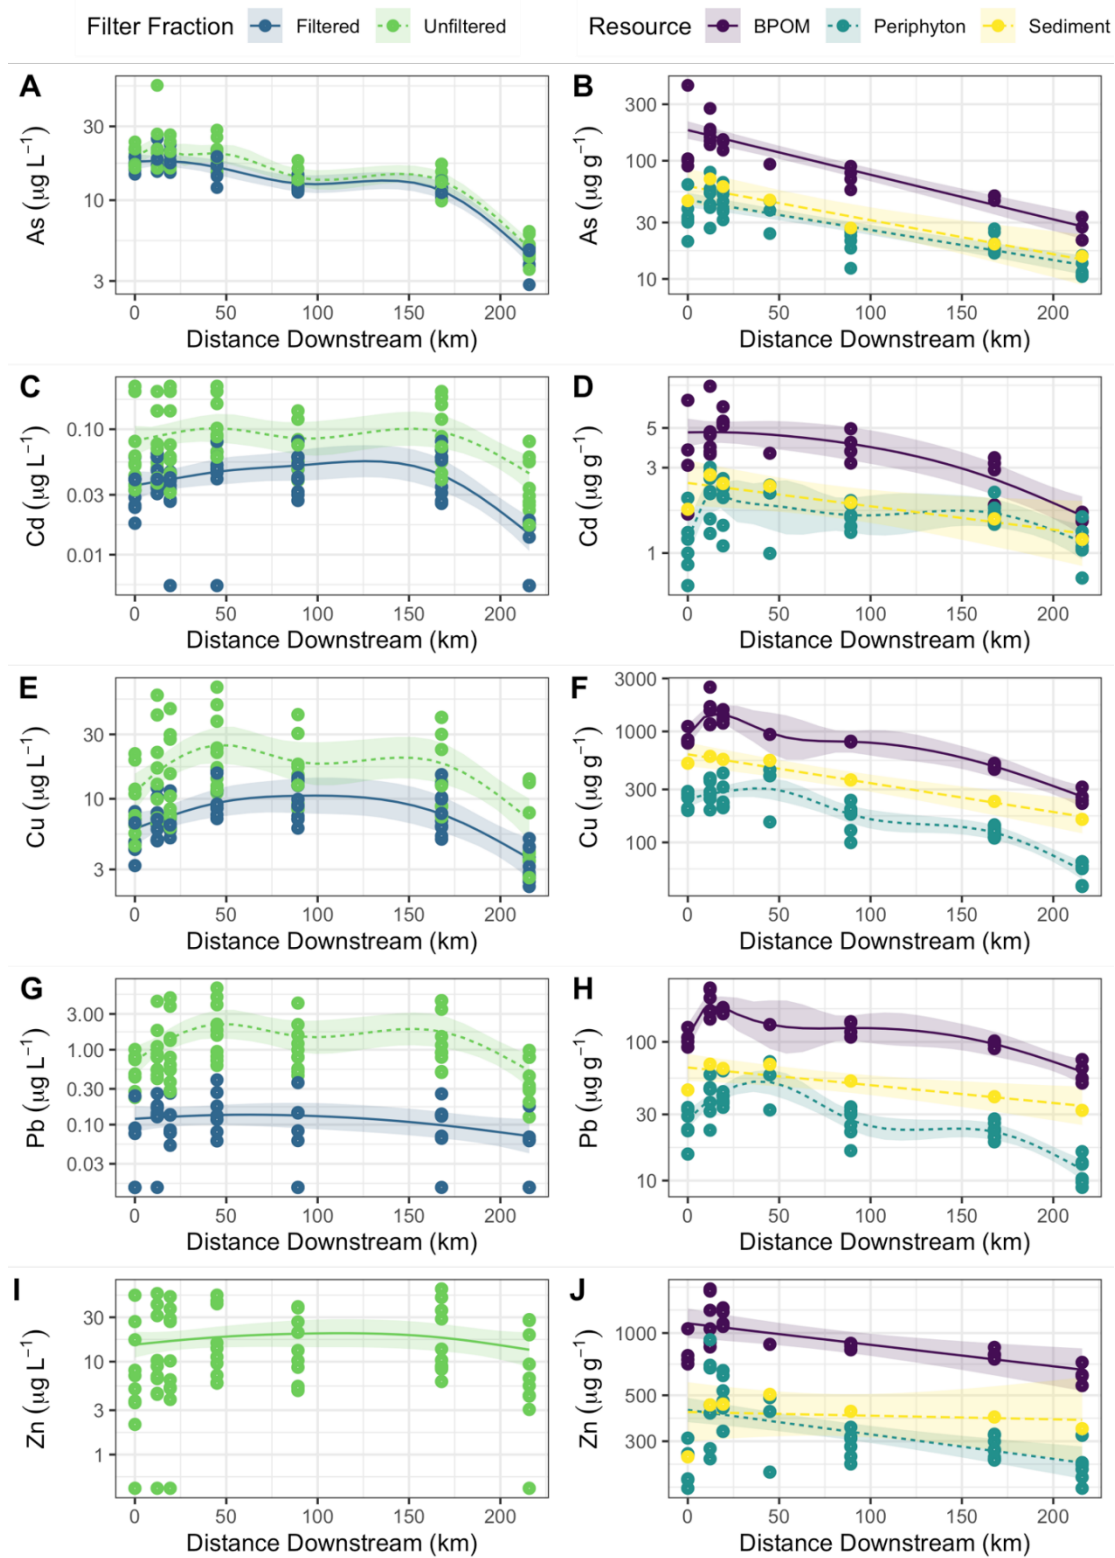 Filter Fraction Filtered Unfiltered
Resource BPOM Periphyton Sediment
A
As (µg L⁻¹)
30
10
3
0 50 100 150 200
Distance Downstream (km)
B
As (µg g⁻¹)
300
100
30
10
0 50 100 150 200
Distance Downstream (km)
C
Cd (µg L⁻¹)
0.10
0.03
0.01
0 50 100 150 200
Distance Downstream (km)
D
Cd (µg g⁻¹)
5
3
1
0 50 100 150 200
Distance Downstream (km)
E
Cu (µg L⁻¹)
30
10
3
0 50 100 150 200
Distance Downstream (km)
F
Cu (µg g⁻¹)
3000
1000
300
100
0 50 100 150 200
Distance Downstream (km)
G
Pb (µg L⁻¹)
3.00
1.00
0.30
0.10
0.03
0 50 100 150 200
Distance Downstream (km)
H
Pb (µg g⁻¹)
100
30
10
0 50 100 150 200
Distance Downstream (km)
I
Zn (µg L⁻¹)
30
10
3
1
0 50 100 150 200
Distance Downstream (km)
J
Zn (µg g⁻¹)
1000
500
300
0 50 100 150 200
Distance Downstream (km)